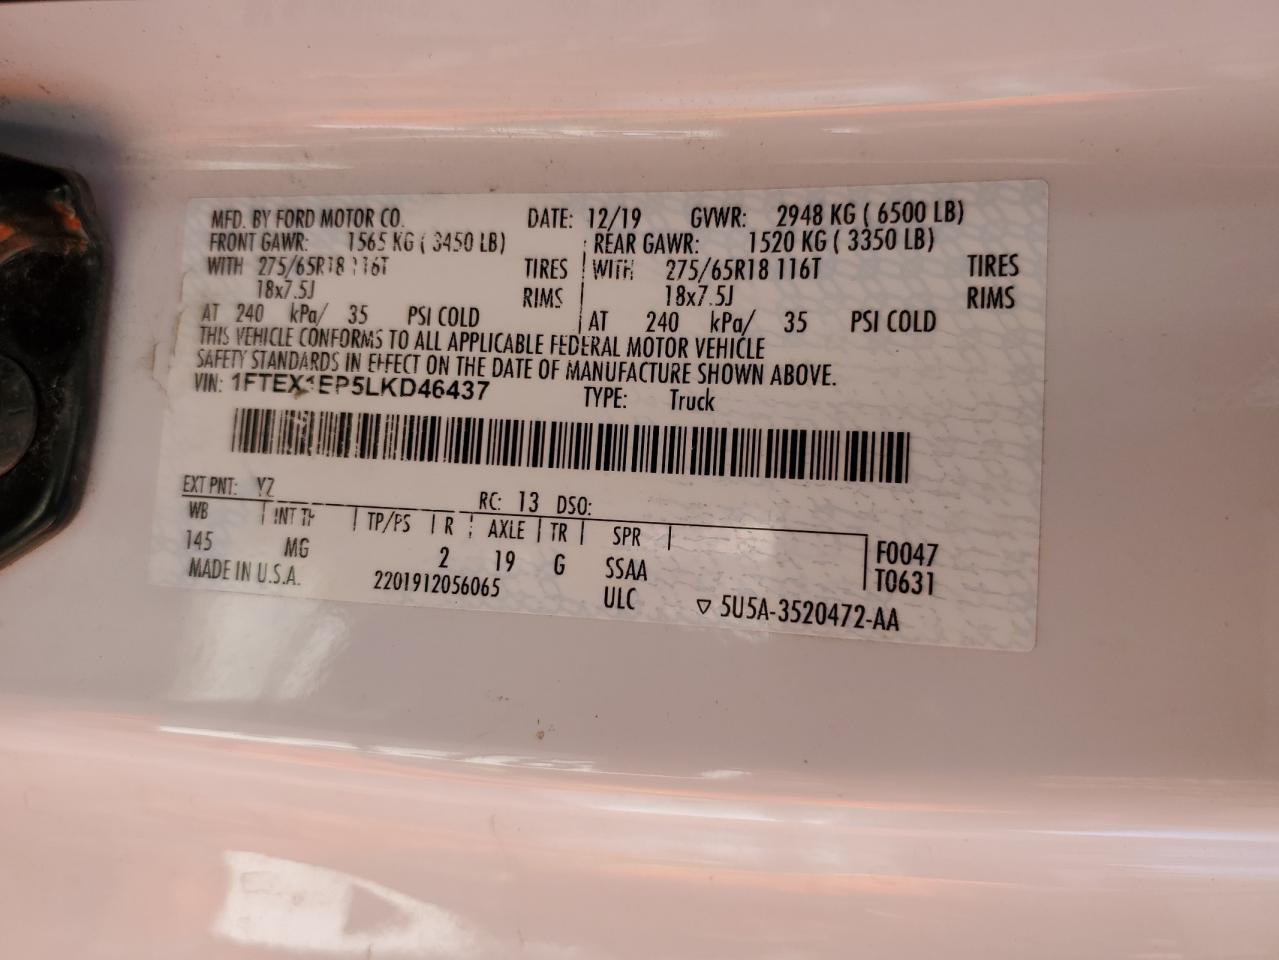 MFD. BY FORD MOTOR CO. DATE: 12/19 GVWR: 2948 KG ( 6500 LB)
FRONT GAWR: 1565 KG ( 3450 LB) REAR GAWR: 1520 KG ( 3350 LB)
WITH 275/65R18 116T TIRES WITH 275/65R18 116T TIRES
18x7.5J RIMS 18x7.5J RIMS
AT 240 kPa/ 35 PSI COLD AT 240 kPa/ 35 PSI COLD
THIS VEHICLE CONFORMS TO ALL APPLICABLE FEDERAL MOTOR VEHICLE
SAFETY STANDARDS IN EFFECT ON THE DATE OF MANUFACTURE SHOWN ABOVE.
VIN: 1FTEX1EP5LKD46437 TYPE: Truck
EXT PNT: YZ RC: 13 DSO:
WB INT TR TP/PS R AXLE TR SPR F0047
145 MG 2 19 G SSAA T0631
MADE IN U.S.A. 2201912056065 ULC ▽ 5U5A-3520472-AA